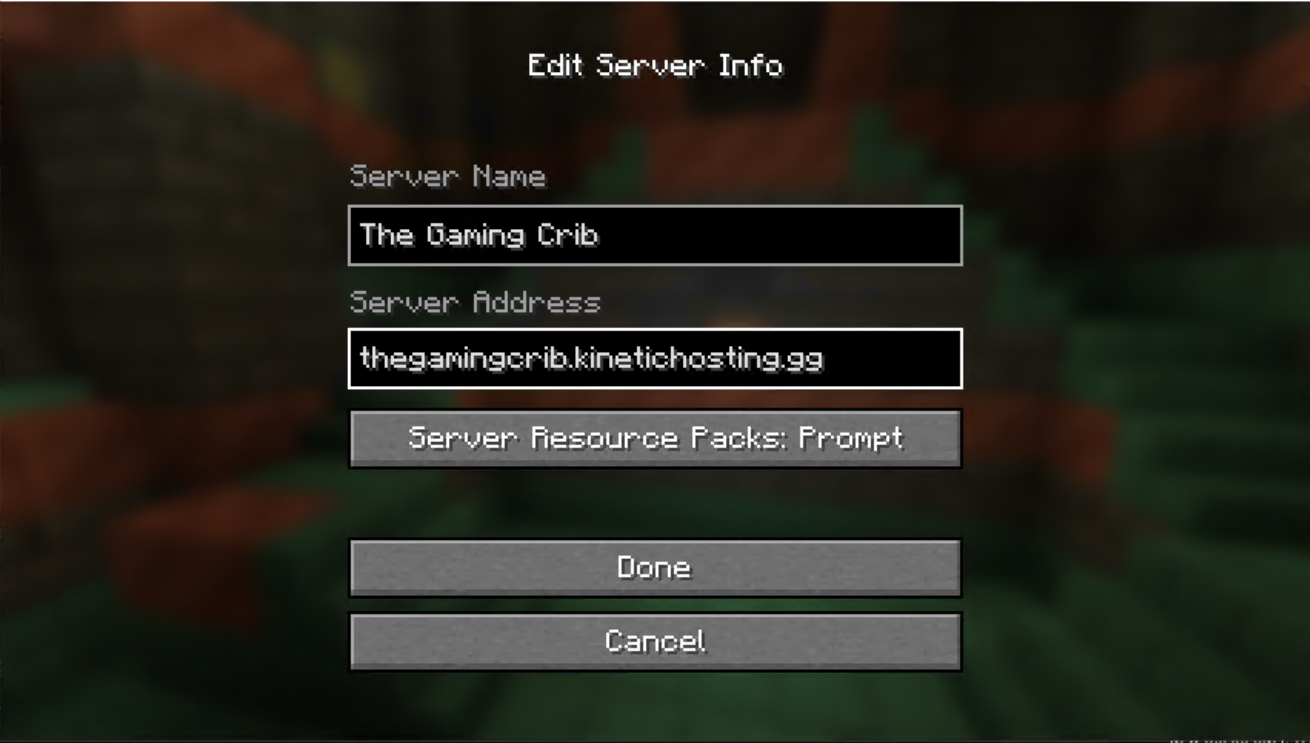 Edit Server Info
Server Name
The Gaming Crib
Server Address
thegamingcrib.kinetichosting.gg
Server Resource Packs: Prompt
Done
Cancel